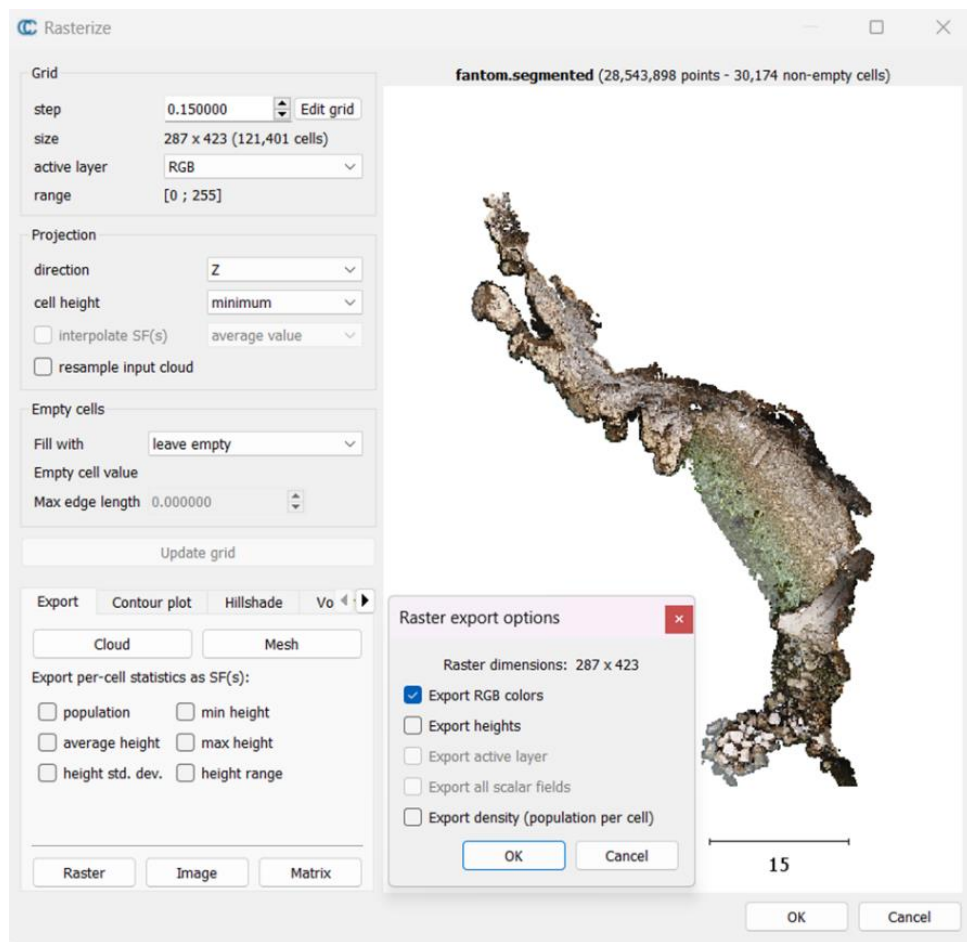 Rasterize
Grid
step 0.150000 Edit grid
size 287 x 423 (121,401 cells)
active layer RGB
range [0 ; 255]
Projection
direction Z
cell height minimum
interpolate SF(s) average value
resample input cloud
Empty cells
Fill with leave empty
Empty cell value
Max edge length 0.000000
Update grid
Export Contour plot Hillshade Vo
Cloud Mesh
Export per-cell statistics as SF(s):
population min height
average height max height
height std. dev. height range
Raster Image Matrix
fantom.segmented (28,543,898 points - 30,174 non-empty cells)
Raster export options
Raster dimensions: 287 x 423
Export RGB colors
Export heights
Export active layer
Export all scalar fields
Export density (population per cell)
OK Cancel
15
OK Cancel